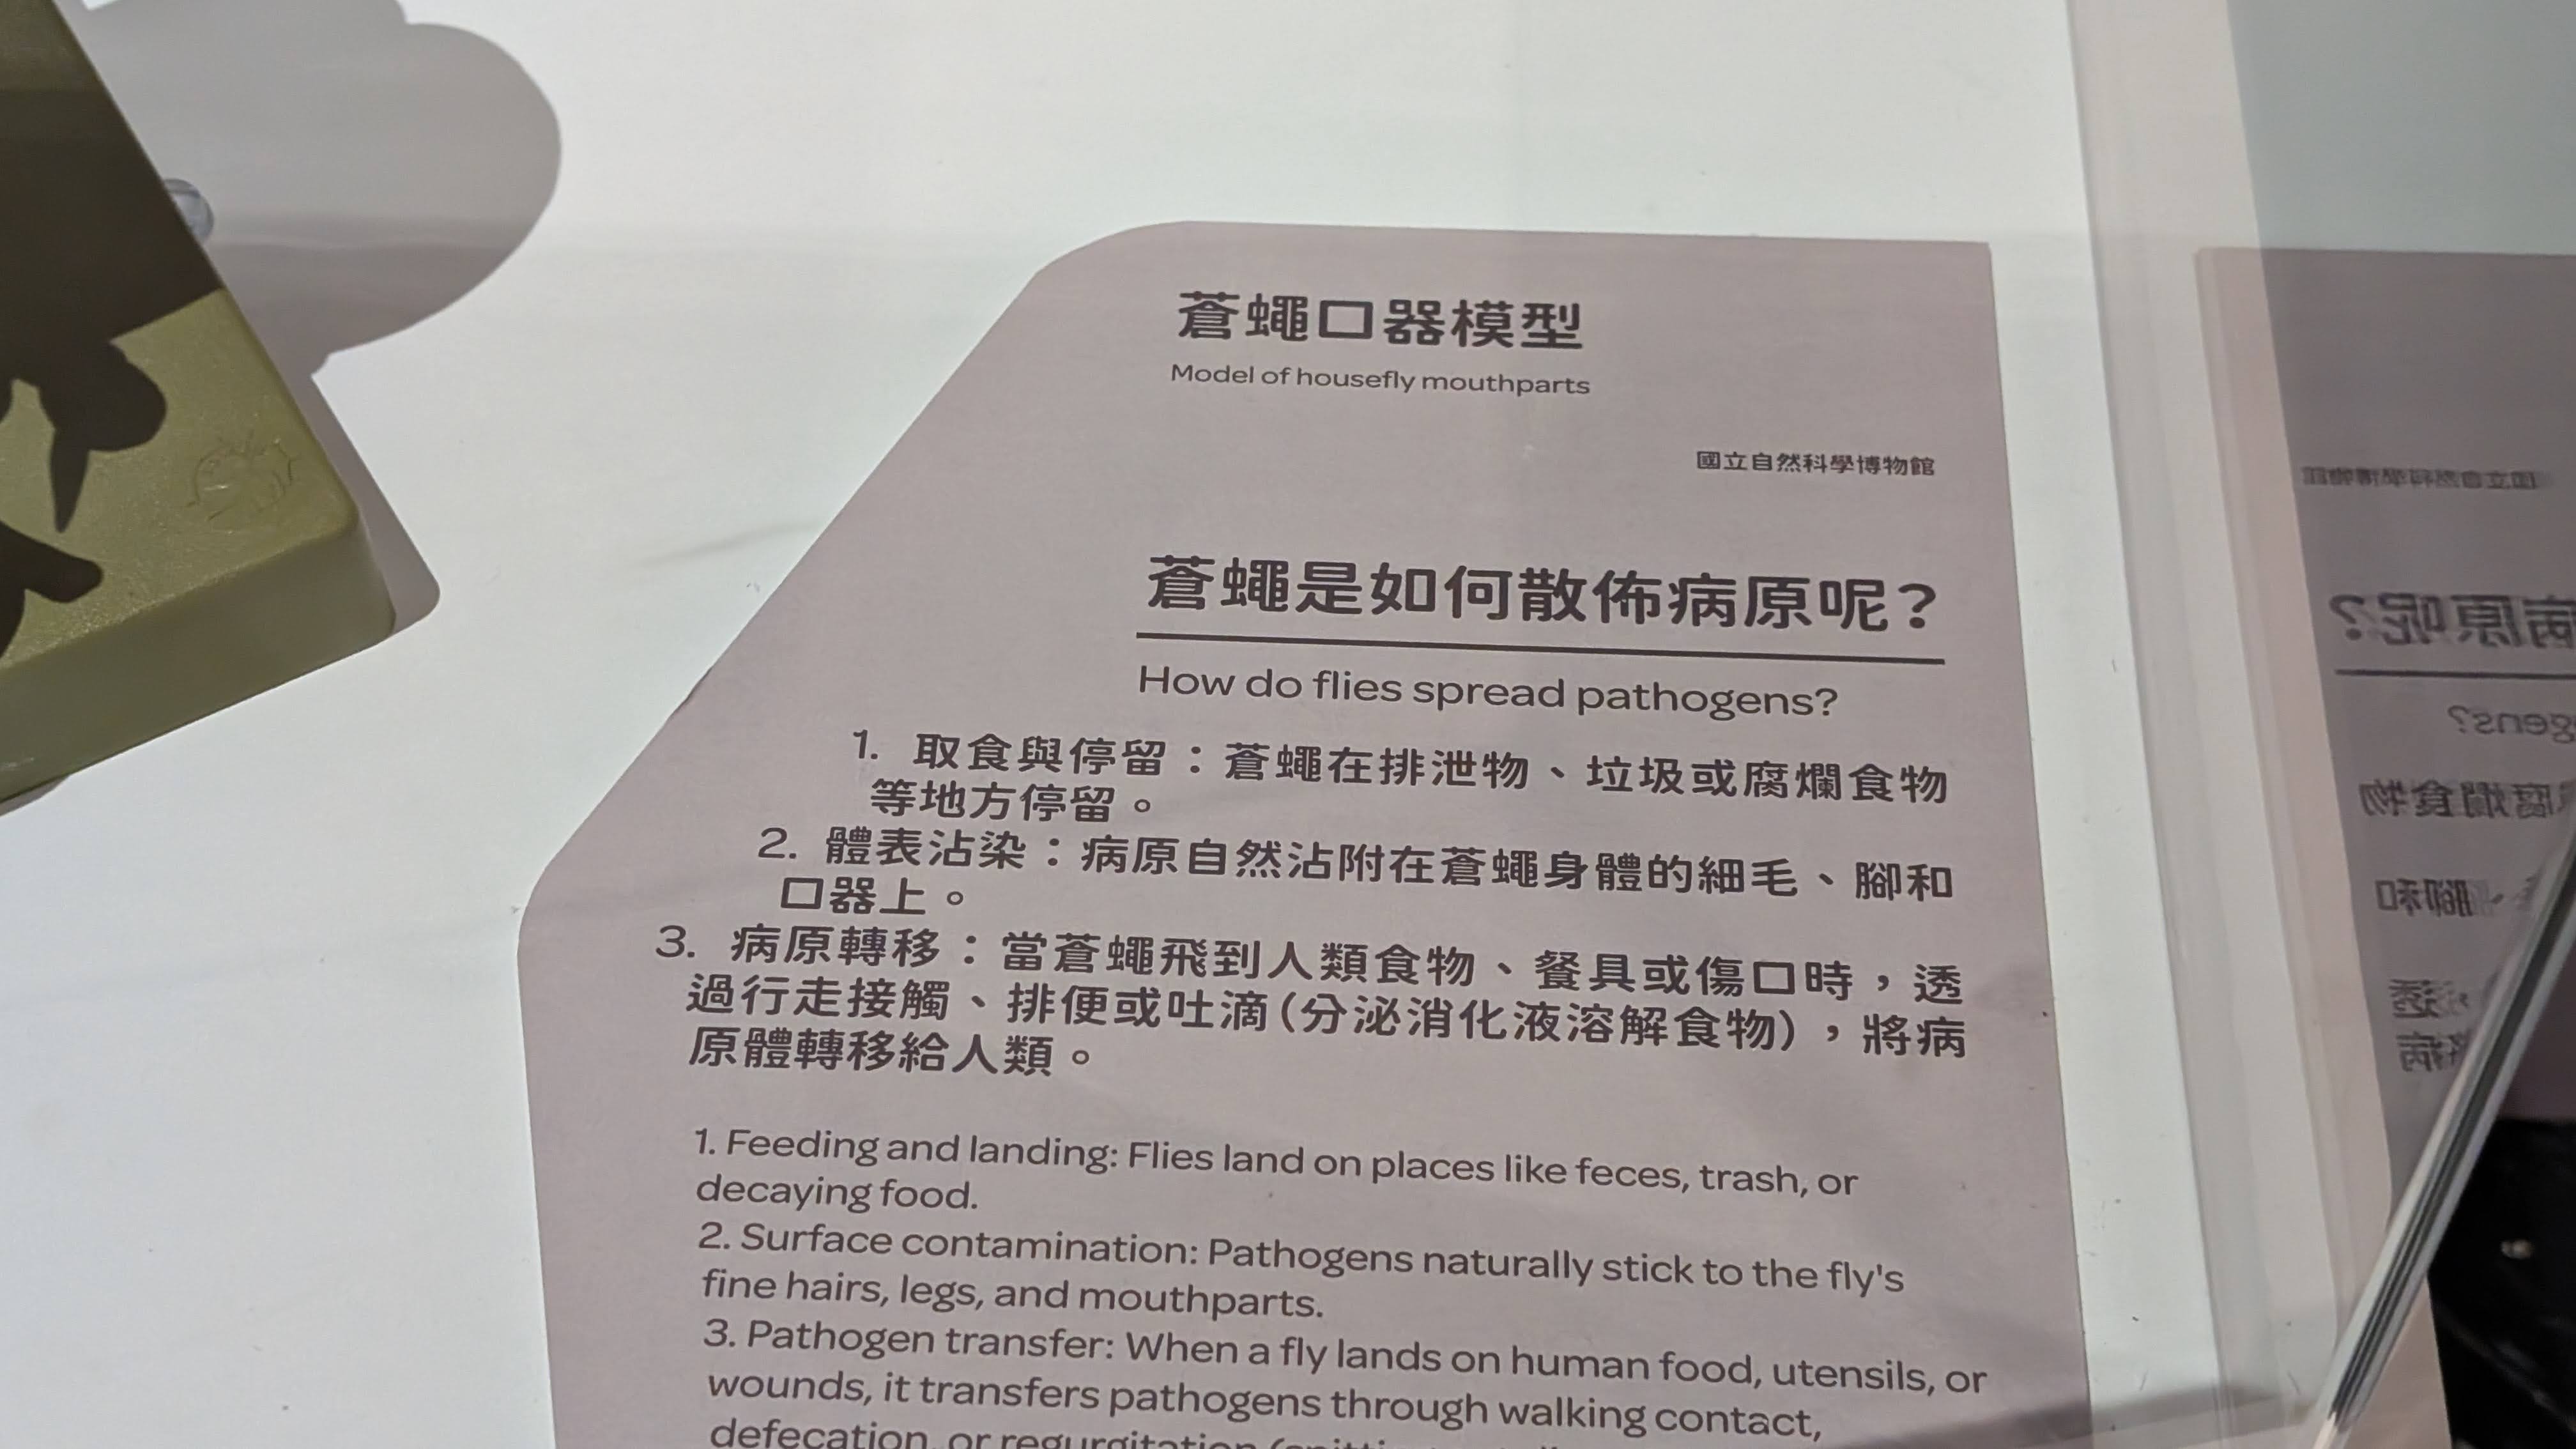 蒼蠅口器模型
Model of housefly mouthparts
國立自然科學博物館
蒼蠅是如何散佈病原呢？
How do flies spread pathogens?
1. 取食與停留：蒼蠅在排泄物、垃圾或腐爛食物
等地方停留。
2. 體表沾染：病原自然沾附在蒼蠅身體的細毛、腳和
口器上。
3. 病原轉移：當蒼蠅飛到人類食物、餐具或傷口時，透
過行走接觸、排便或吐滴(分泌消化液溶解食物)，將病
原體轉移給人類。
1. Feeding and landing: Flies land on places like feces, trash, or
decaying food.
2. Surface contamination: Pathogens naturally stick to the fly's
fine hairs, legs, and mouthparts.
3. Pathogen transfer: When a fly lands on human food, utensils, or
wounds, it transfers pathogens through walking contact,
defecation, or regurgitation